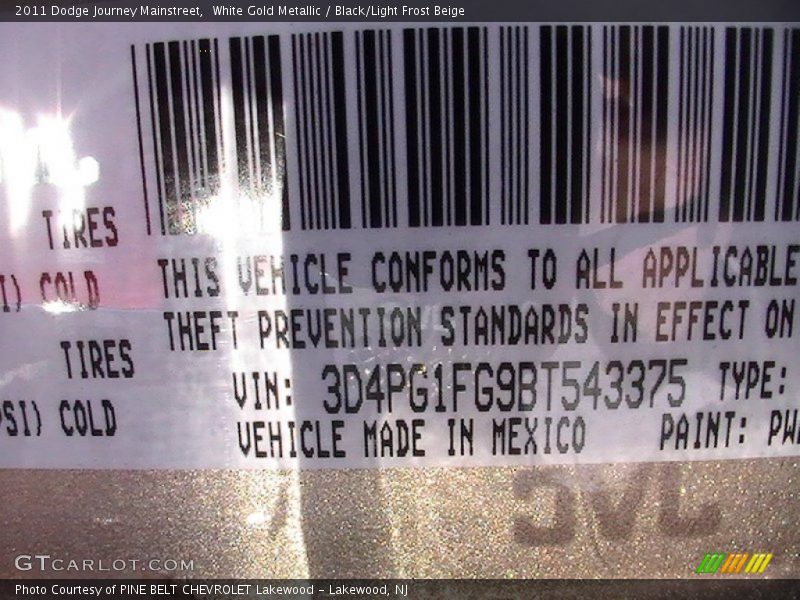 2011 Dodge Journey Mainstreet,  White Gold Metallic / Black/Light Frost Beige
TIRES
THIS VEHICLE CONFORMS TO ALL APPLICABLE
I) COLD
THEFT PREVENTION STANDARDS IN EFFECT ON
TIRES
VIN: 3D4PG1FG9BT543375 TYPE:
PSI) COLD
VEHICLE MADE IN MEXICO PAINT: PW
GTCARLOT.COM
Photo Courtesy of PINE BELT CHEVROLET Lakewood – Lakewood, NJ